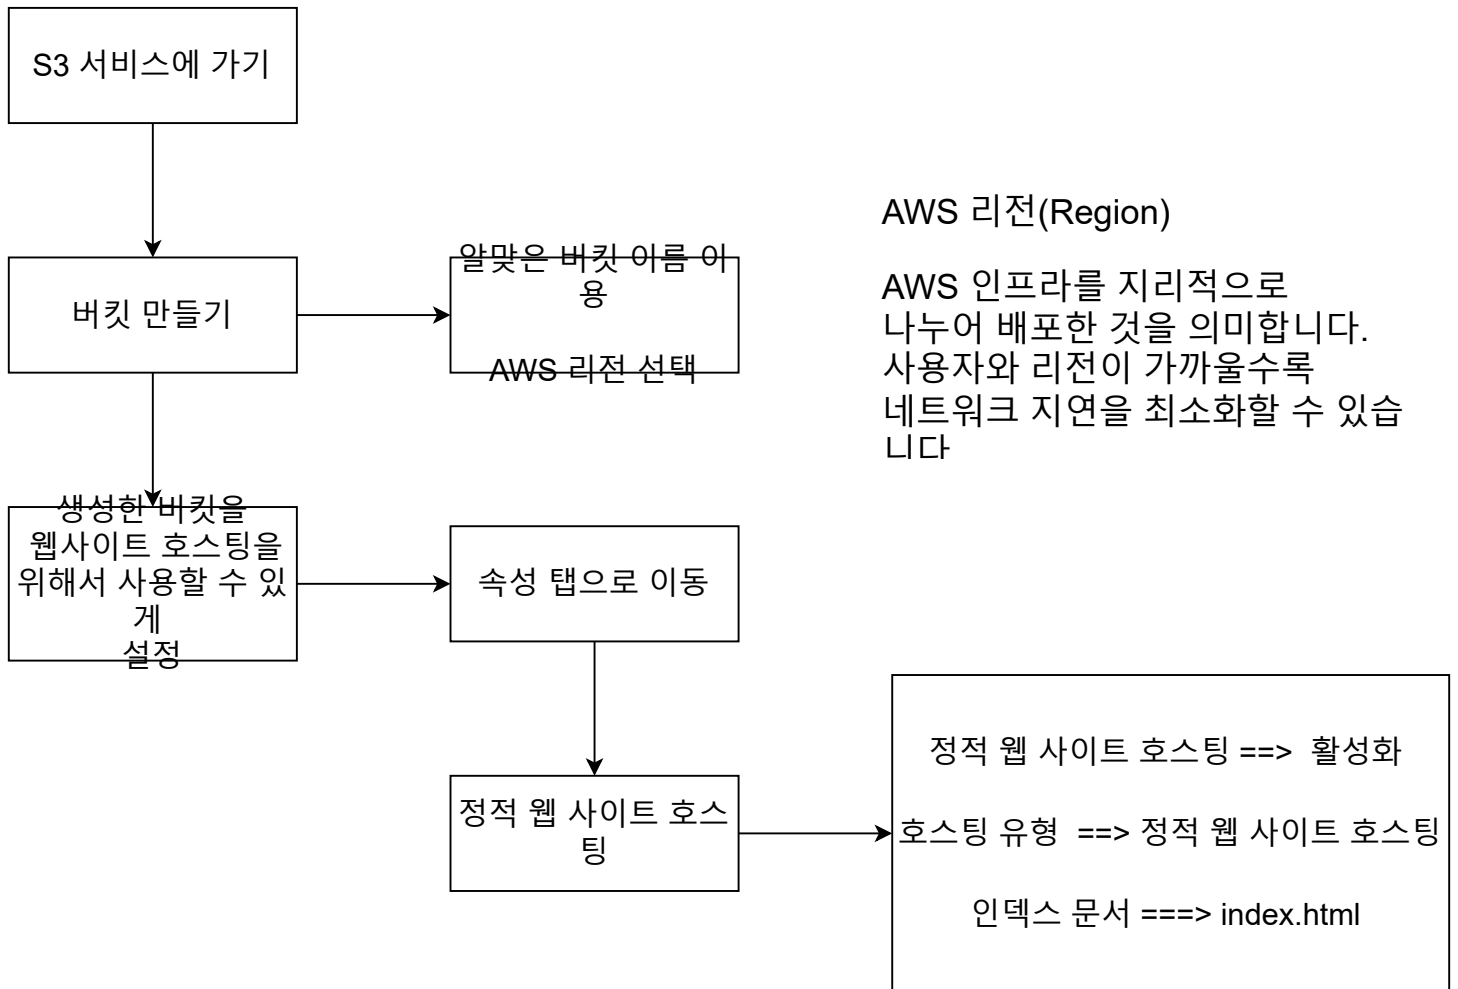 S3 서비스에 가기
버킷 만들기
알맞은 버킷 이름 이
용
AWS 리전 선택
AWS 리전(Region)
AWS 인프라를 지리적으로
나누어 배포한 것을 의미합니다.
사용자와 리전이 가까울수록
네트워크 지연을 최소화할 수 있습
니다
생성한 버킷을
웹사이트 호스팅을
위해서 사용할 수 있
게
설정
속성 탭으로 이동
정적 웹 사이트 호스
팅
정적 웹 사이트 호스팅 ==> 활성화
호스팅 유형 ==> 정적 웹 사이트 호스팅
인덱스 문서 ===> index.html